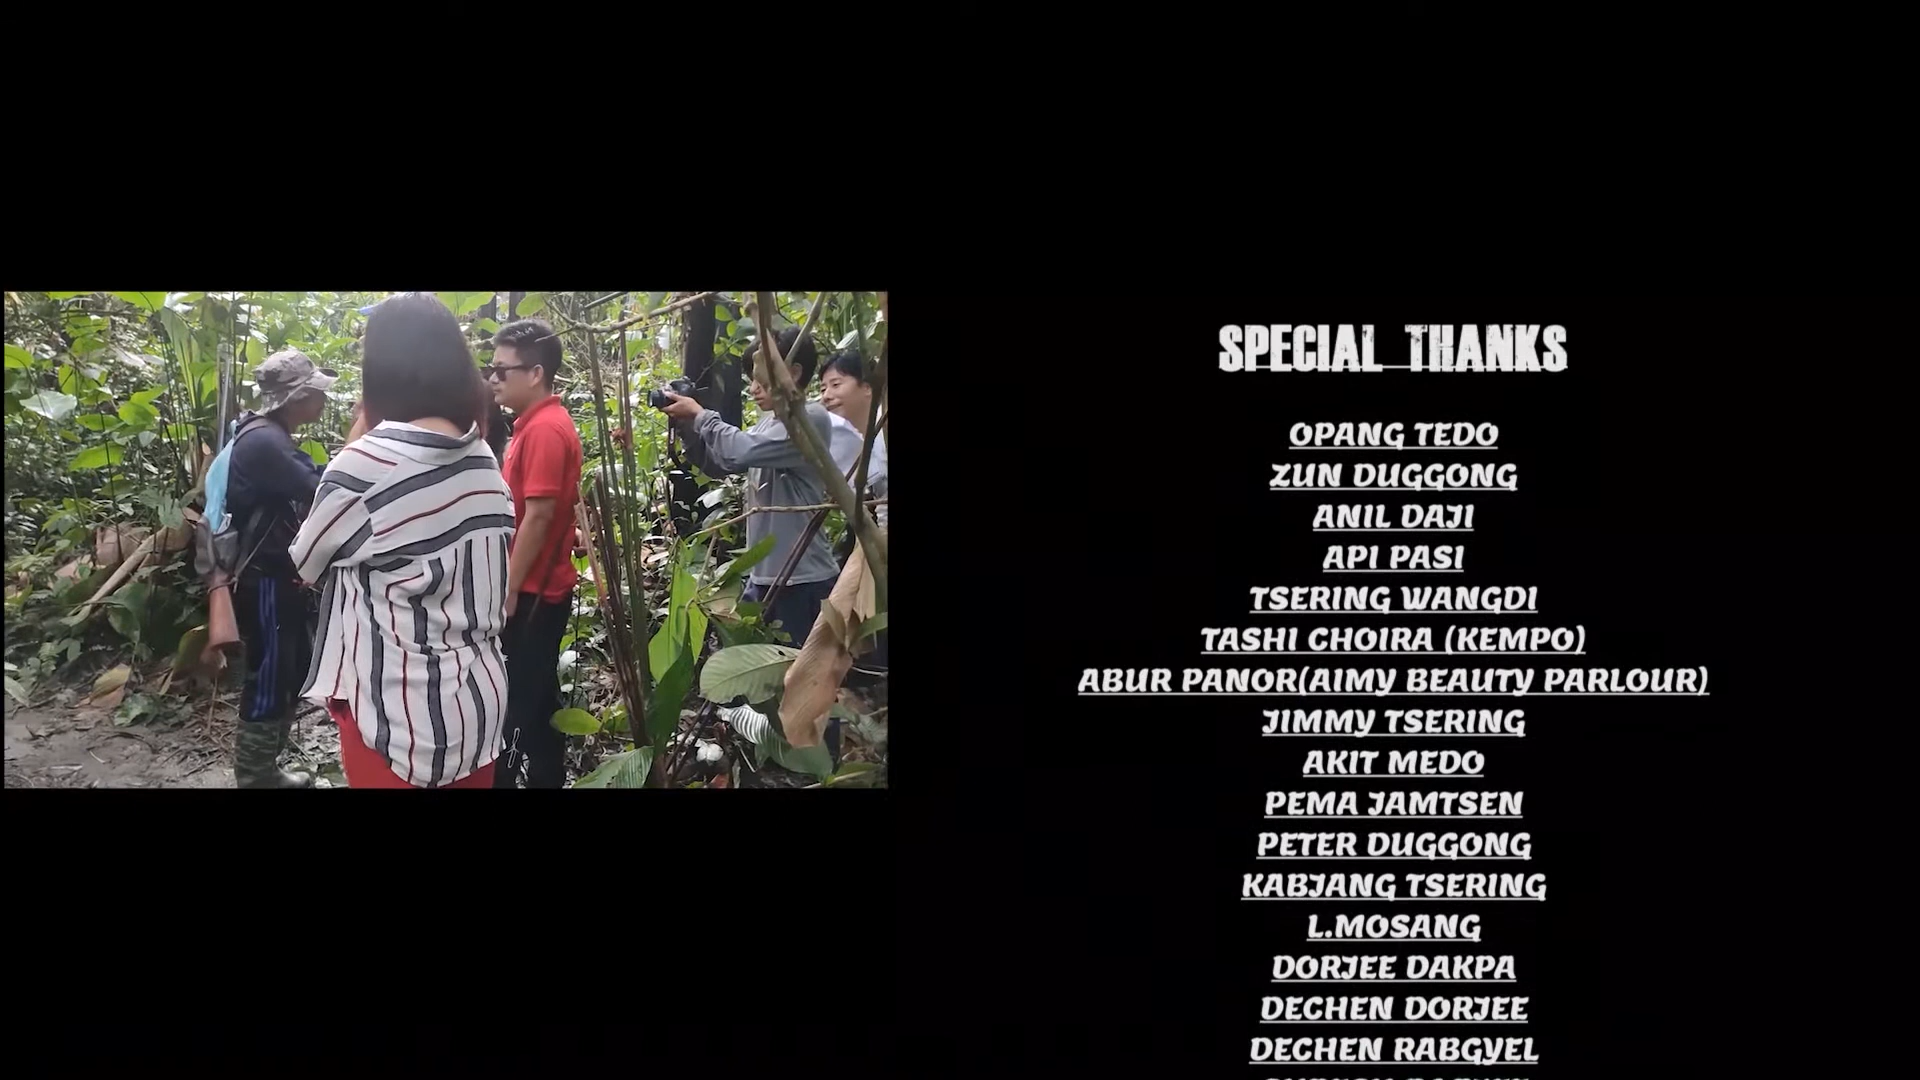 SPECIAL THANKS
OPANG TEDO
ZUN DUGGONG
ANIL DAJI
API PASI
TSERING WANGDI
TASHI CHOIRA (KEMPO)
ABUR PANOR(AIMY BEAUTY PARLOUR)
JIMMY TSERING
AKIT MEDO
PEMA JAMTSEN
PETER DUGGONG
KABJANG TSERING
L.MOSANG
DORJEE DAKPA
DECHEN DORJEE
DECHEN RABGYEL